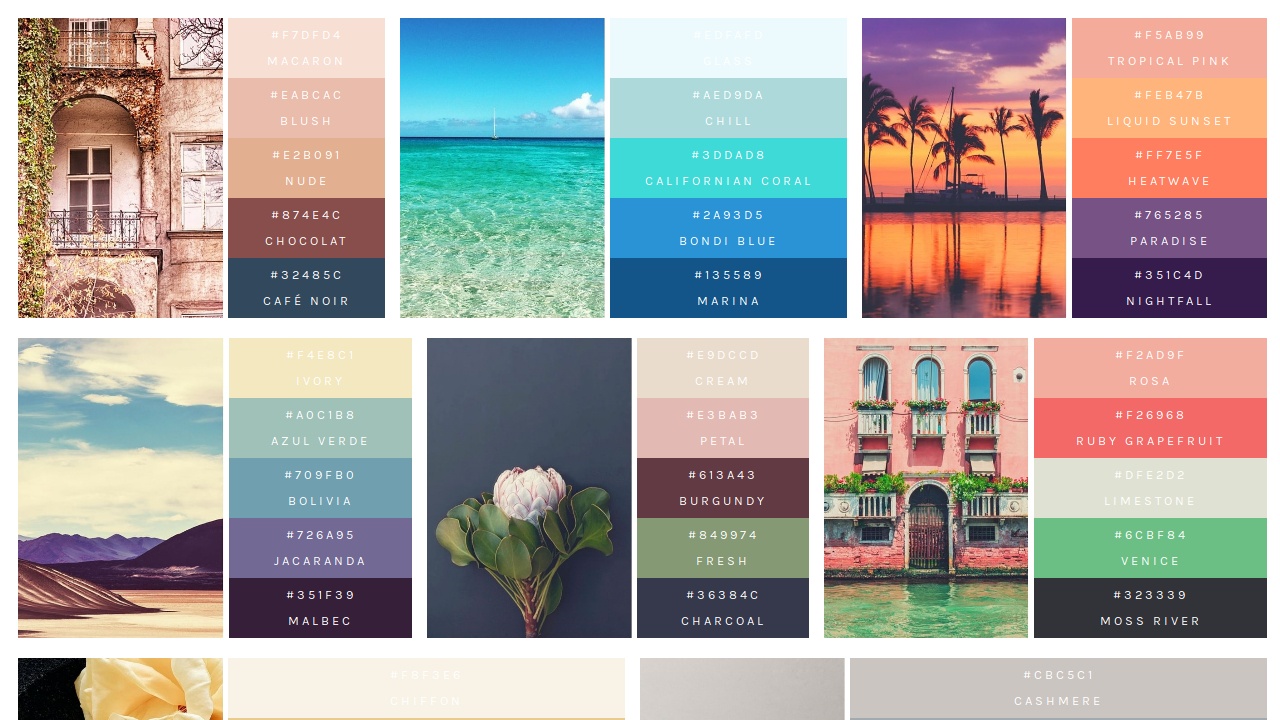 #F7DFD4
MACARON
#EABCAC
BLUSH
#E2B091
NUDE
#874E4C
CHOCOLAT
#32485C
CAFÉ NOIR
GLASS
#AED9DA
CHILL
#3DDAD8
CALIFORNIAN CORAL
#2A93D5
BONDI BLUE
#135589
MARINA
#F5AB99
TROPICAL PINK
#FEB47B
LIQUID SUNSET
#FF7E5F
HEATWAVE
#765285
PARADISE
#351C4D
NIGHTFALL
#F4E8C1
IVORY
#A0C1B8
AZUL VERDE
#709FB0
BOLIVIA
#726A95
JACARANDA
#351F39
MALBEC
#E9DCCD
CREAM
#E3BAB3
PETAL
#613A43
BURGUNDY
#849974
FRESH
#36384C
CHARCOAL
#F2AD9F
ROSA
#F26968
RUBY GRAPEFRUIT
#DFE2D2
LIMESTONE
#6CBF84
VENICE
#323339
MOSS RIVER
#F9F3E6
CHIFFON
#CBC5C1
CASHMERE